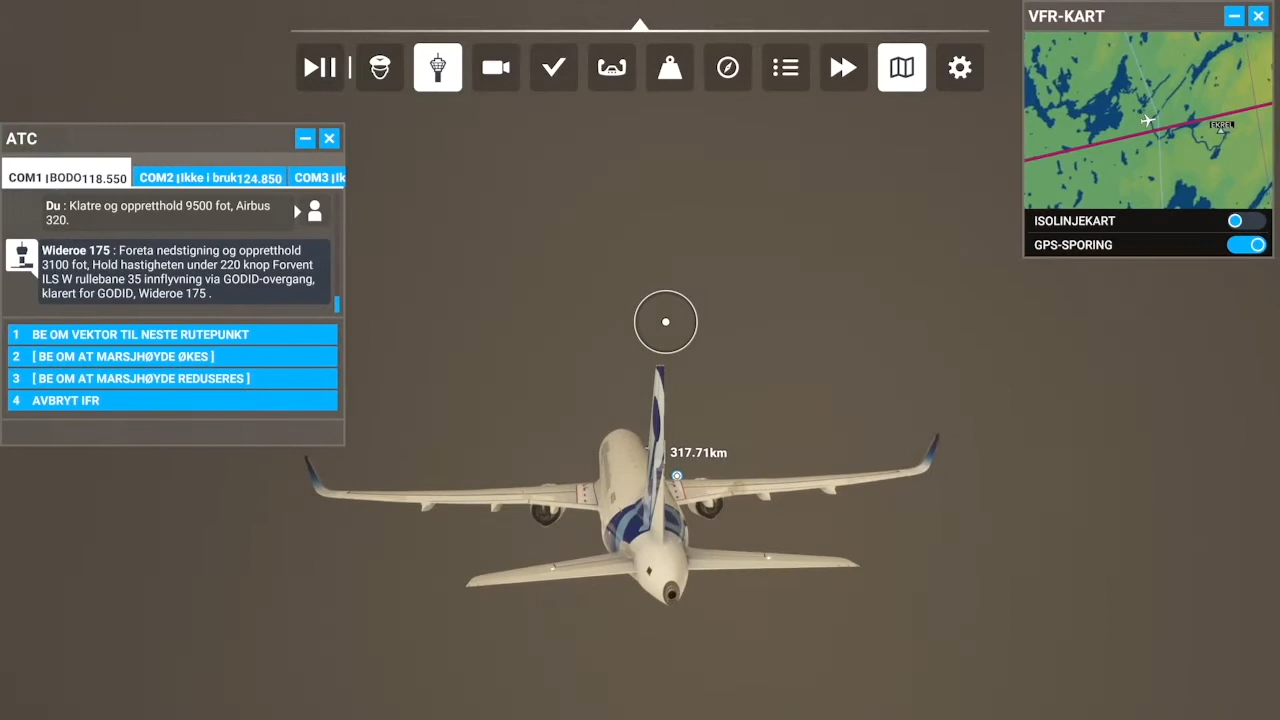 VFR-KART
ATC
COM1 |BODO118.550
COM2 |Ikke i bruk124.850
COM3 |Ik
Du : Klatre og oppretthold 9500 fot, Airbus
320.
Wideroe 175 : Foreta nedstigning og oppretthold
3100 fot, Hold hastigheten under 220 knop Forvent
ILS W rullebane 35 innflyvning via GODID-overgang,
klarert for GODID, Wideroe 175 .
1 BE OM VEKTOR TIL NESTE RUTEPUNKT
2 [ BE OM AT MARSJHØYDE ØKES ]
3 [ BE OM AT MARSJHØYDE REDUSERES ]
4 AVBRYT IFR
EKREL
ISOLINJEKART
GPS-SPORING
317.71km